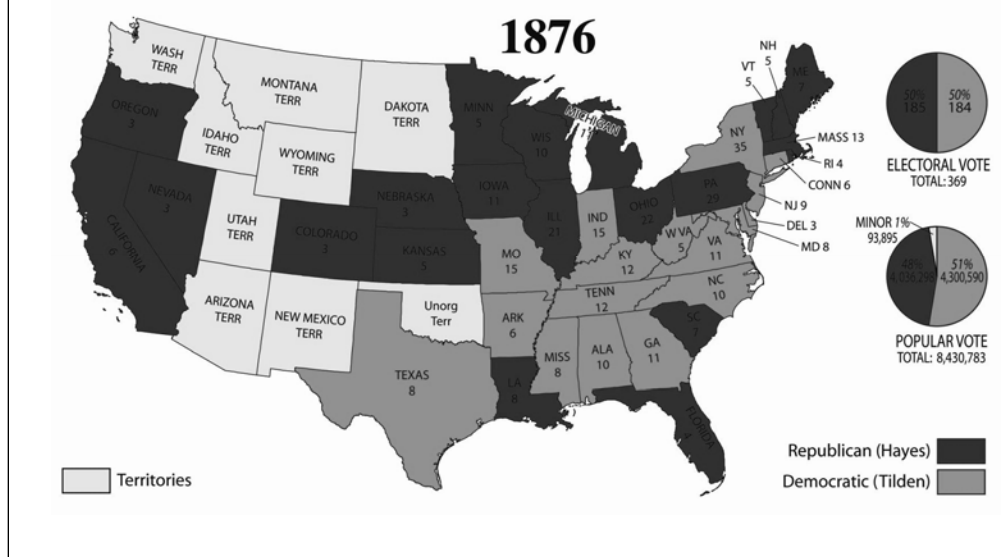 1876
WASH
TERR
MONTANA
TERR
DAKOTA
TERR
IDAHO
TERR
WYOMING
TERR
UTAH
TERR
ARIZONA
TERR
NEW MEXICO
TERR
Unorg
Terr
OREGON
3
CALIFORNIA
6
NEVADA
3
COLORADO
3
NEBRASKA
3
KANSAS
5
TEXAS
8
MINN
5
IOWA
11
MO
15
ARK
6
LA
8
WIS
10
ILL
21
MICHIGAN
11
IND
15
OHIO
22
KY
12
TENN
12
MISS
8
ALA
10
GA
11
FLORIDA
4
SC
7
NC
10
VA
11
W VA
5
PA
29
NY
35
VT
5
NH
5
ME
7
MASS 13
RI 4
CONN 6
NJ 9
DEL 3
MD 8
50%
185
50%
184
ELECTORAL VOTE
TOTAL: 369
MINOR 1%
93,895
48%
4,036,298
51%
4,300,590
POPULAR VOTE
TOTAL: 8,430,783
Republican (Hayes)
Democratic (Tilden)
Territories